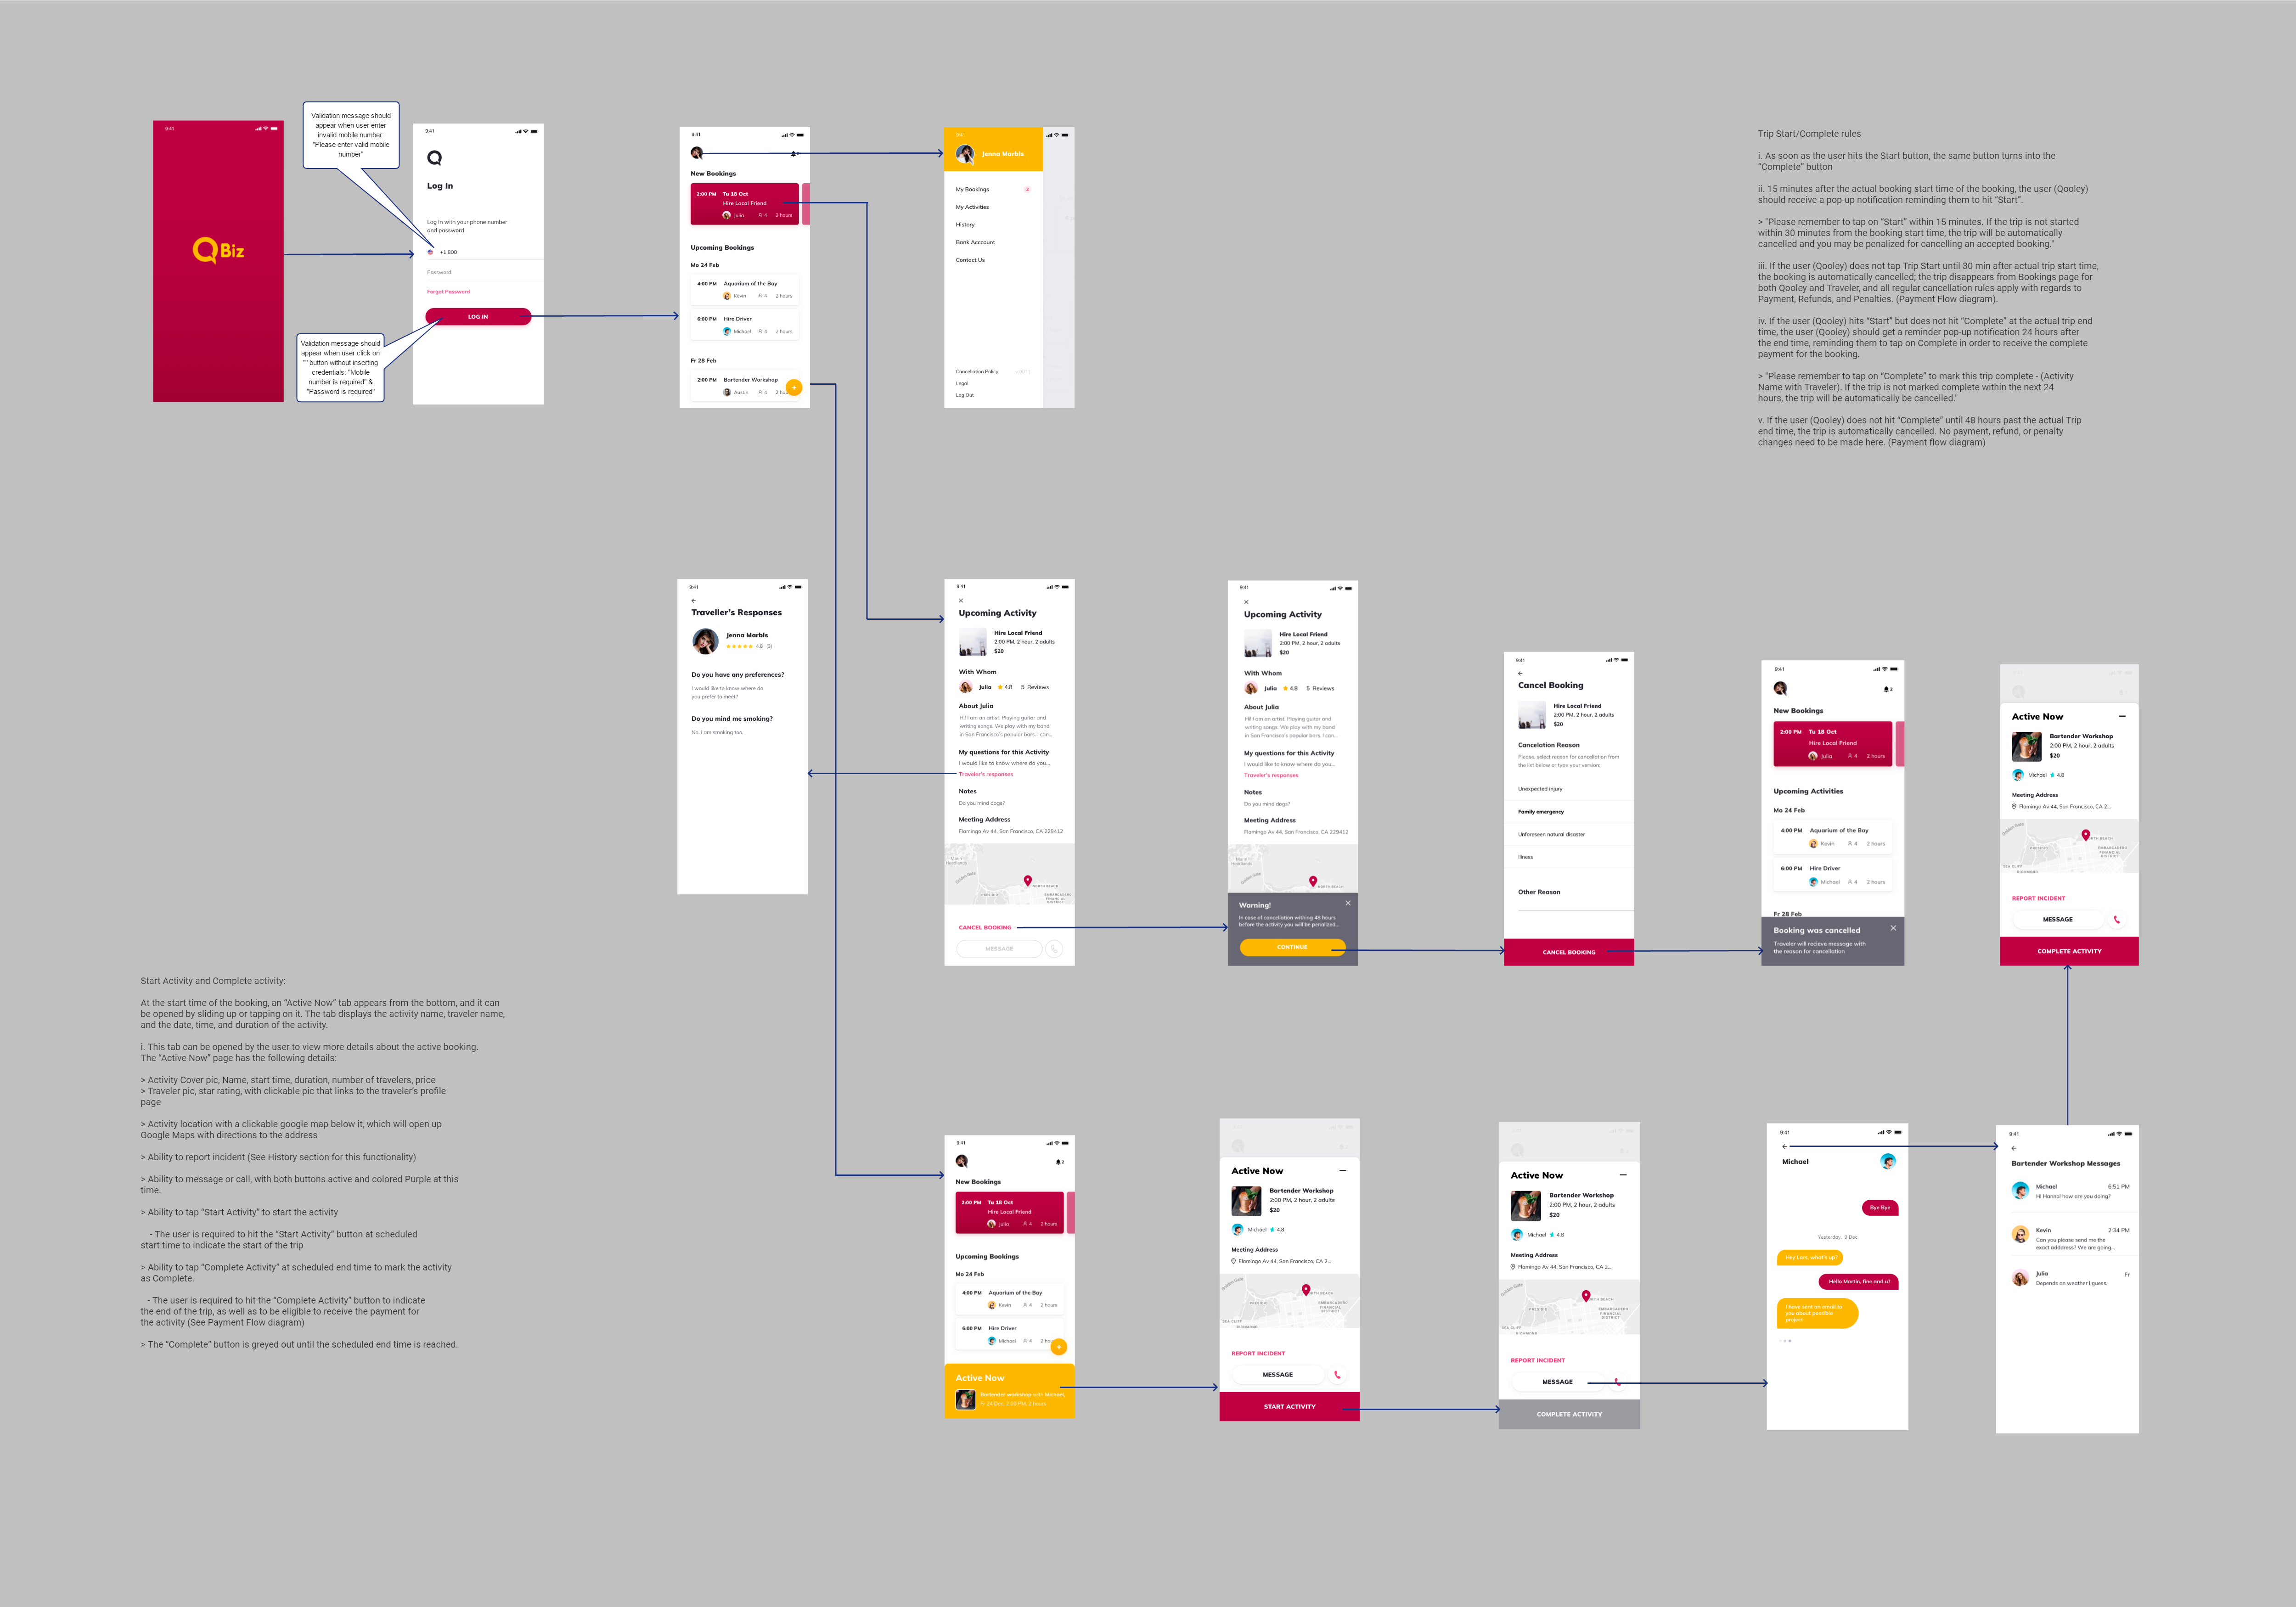 9:41
Q Biz
Validation message should
appear when user enter
invalid mobile number:
"Please enter valid mobile
number"
9:41
Log In
Log In with your phone number
and password
+1 800
Password
Forget Password
LOG IN
Validation message should
appear when user click on
"" button without inserting
credentials: "Mobile
number is required" &
"Password is required"
9:41
New Bookings
2:00 PM Tu 18 Oct
Hire Local Friend
Julia 4 2 hours
Upcoming Bookings
Mo 24 Feb
4:00 PM Aquarium of the Bay
Kevin 4 2 hours
6:00 PM Hire Driver
Michael 4 2 hours
Fr 28 Feb
2:00 PM Bartender Workshop
Austin 4 2 hou
+
9:41
Jenna Marbls
My Bookings 2
My Activities
History
Bank Acccount
Contact Us
Cancelation Policy
Legal
Log Out
Trip Start/Complete rules
i. As soon as the user hits the Start button, the same button turns into the
“Complete” button
ii. 15 minutes after the actual booking start time of the booking, the user (Qooley)
should receive a pop-up notification reminding them to hit “Start”.
> "Please remember to tap on “Start” within 15 minutes. If the trip is not started
within 30 minutes from the booking start time, the trip will be automatically
cancelled and you may be penalized for cancelling an accepted booking."
iii. If the user (Qooley) does not tap Trip Start until 30 min after actual trip start time,
the booking is automatically cancelled; the trip disappears from Bookings page for
both Qooley and Traveler, and all regular cancellation rules apply with regards to
Payment, Refunds, and Penalties. (Payment Flow diagram).
iv. If the user (Qooley) hits “Start” but does not hit “Complete” at the actual trip end
time, the user (Qooley) should get a reminder pop-up notification 24 hours after
the end time, reminding them to tap on Complete in order to receive the complete
payment for the booking.
> "Please remember to tap on “Complete” to mark this trip complete - (Activity
Name with Traveler). If the trip is not marked complete within the next 24
hours, the trip will be automatically be cancelled."
v. If the user (Qooley) does not hit “Complete” until 48 hours past the actual Trip
end time, the trip is automatically cancelled. No payment, refund, or penalty
changes need to be made here. (Payment flow diagram)
9:41
Traveller's Responses
Jenna Marbls
4.8 (3)
Do you have any preferences?
I would like to know where do
you prefer to meet?
Do you mind me smoking?
No. I am smoking too.
9:41
Upcoming Activity
Hire Local Friend
2:00 PM, 2 hour, 2 adults
$20
With Whom
Julia 4.8 5 Reviews
About Julia
Hi! I am an artist. Playing guitar and
writing songs. We play with my band
in San Francisco's popular bars. I can...
My questions for this Activity
I would like to know where do you...
Traveler's responses
Notes
Do you mind dogs?
Meeting Address
Flamingo Av 44, San Francisco, CA 229412
NORTH BEACH
EMBARCADERO
FINANCIAL
DISTRICT
PRESIDIO
CANCEL BOOKING
MESSAGE
9:41
Upcoming Activity
Hire Local Friend
2:00 PM, 2 hour, 2 adults
$20
With Whom
Julia 4.8 5 Reviews
About Julia
Hi! I am an artist. Playing guitar and
writing songs. We play with my band
in San Francisco's popular bars. I can...
My questions for this Activity
I would like to know where do you...
Traveler's responses
Notes
Do you mind dogs?
Meeting Address
Flamingo Av 44, San Francisco, CA 229412
NORTH BEACH
Warning!
In case of cancellation withing 48 hours
before the activity you will be penalized...
CONTINUE
9:41
Cancel Booking
Hire Local Friend
2:00 PM, 2 hour, 2 adults
$20
Cancelation Reason
Please, select reason for cancellation from
the list below or type your version:
Unexpected injury
Family emergency
Unforeseen natural disaster
Illness
Other Reason
CANCEL BOOKING
9:41
2
New Bookings
2:00 PM Tu 18 Oct
Hire Local Friend
Julia 4 2 hours
Upcoming Activities
Mo 24 Feb
4:00 PM Aquarium of the Bay
Kevin 4 2 hours
6:00 PM Hire Driver
Michael 4 2 hours
Fr 28 Feb
Booking was cancelled
Traveler will recieve message with
the reason for cancellation
Active Now
Bartender Workshop
2:00 PM, 2 hour, 2 adults
$20
Michael 4.8
Meeting Address
Flamingo Av 44, San Francisco, CA 2...
PRESIDIO
EMBARCADERO
FINANCIAL
DISTRICT
SEA CLIFF
RICHMOND
REPORT INCIDENT
MESSAGE
COMPLETE ACTIVITY
Start Activity and Complete activity:
At the start time of the booking, an “Active Now” tab appears from the bottom, and it can
be opened by sliding up or tapping on it. The tab displays the activity name, traveler name,
and the date, time, and duration of the activity.
i. This tab can be opened by the user to view more details about the active booking.
The “Active Now” page has the following details:
> Activity Cover pic, Name, start time, duration, number of travelers, price
> Traveler pic, star rating, with clickable pic that links to the traveler's profile
page
> Activity location with a clickable google map below it, which will open up
Google Maps with directions to the address
> Ability to report incident (See History section for this functionality)
> Ability to message or call, with both buttons active and colored Purple at this
time.
> Ability to tap “Start Activity” to start the activity
- The user is required to hit the “Start Activity” button at scheduled
start time to indicate the start of the trip
> Ability to tap “Complete Activity” at scheduled end time to mark the activity
as Complete.
- The user is required to hit the “Complete Activity” button to indicate
the end of the trip, as well as to be eligible to receive the payment for
the activity (See Payment Flow diagram)
> The “Complete” button is greyed out until the scheduled end time is reached.
9:41
2
New Bookings
2:00 PM Tu 18 Oct
Hire Local Friend
Julia 4 2 hours
Upcoming Bookings
Mo 24 Feb
4:00 PM Aquarium of the Bay
Kevin 4 2 hours
6:00 PM Hire Driver
Michael 4 2 hou
+
Active Now
Bartender workshop with Michael,
Fr 24 Dec, 2:00 PM, 2 hours
Active Now
Bartender Workshop
2:00 PM, 2 hour, 2 adults
$20
Michael 4.8
Meeting Address
Flamingo Av 44, San Francisco, CA 2...
PRESIDIO
EMBARCADERO
FINANCIAL
DISTRICT
SEA CLIFF
RICHMOND
REPORT INCIDENT
MESSAGE
START ACTIVITY
Active Now
Bartender Workshop
2:00 PM, 2 hour, 2 adults
$20
Michael 4.8
Meeting Address
Flamingo Av 44, San Francisco, CA 2...
PRESIDIO
EMBARCADERO
FINANCIAL
DISTRICT
SEA CLIFF
RICHMOND
REPORT INCIDENT
MESSAGE
COMPLETE ACTIVITY
9:41
Michael
Bye Bye
Yesterday, 9 Dec
Hey Lars, what's up?
Hello Martin, fine and u?
I have sent an email to
you about possible
project
9:41
Bartender Workshop Messages
Michael 6:51 PM
Hi Hanna! how are you doing?
Kevin 2:34 PM
Can you please send me the
exact adddress? We are going...
Julia Fr
Depends on weather I guess.